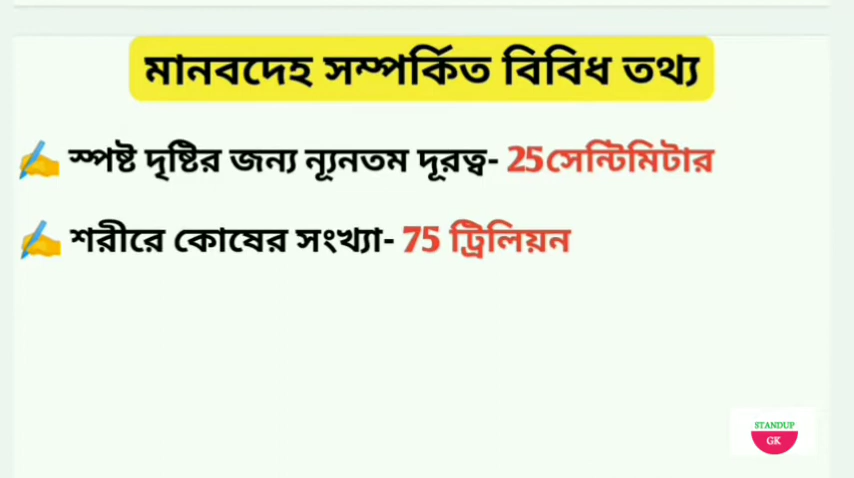 মানবদেহ সম্পর্কিত বিবিধ তথ্য
স্পষ্ট দৃষ্টির জন্য ন্যূনতম দূরত্ব- 25সেন্টিমিটার
শরীরে কোষের সংখ্যা- 75 ট্রিলিয়ন
STANDUP
GK